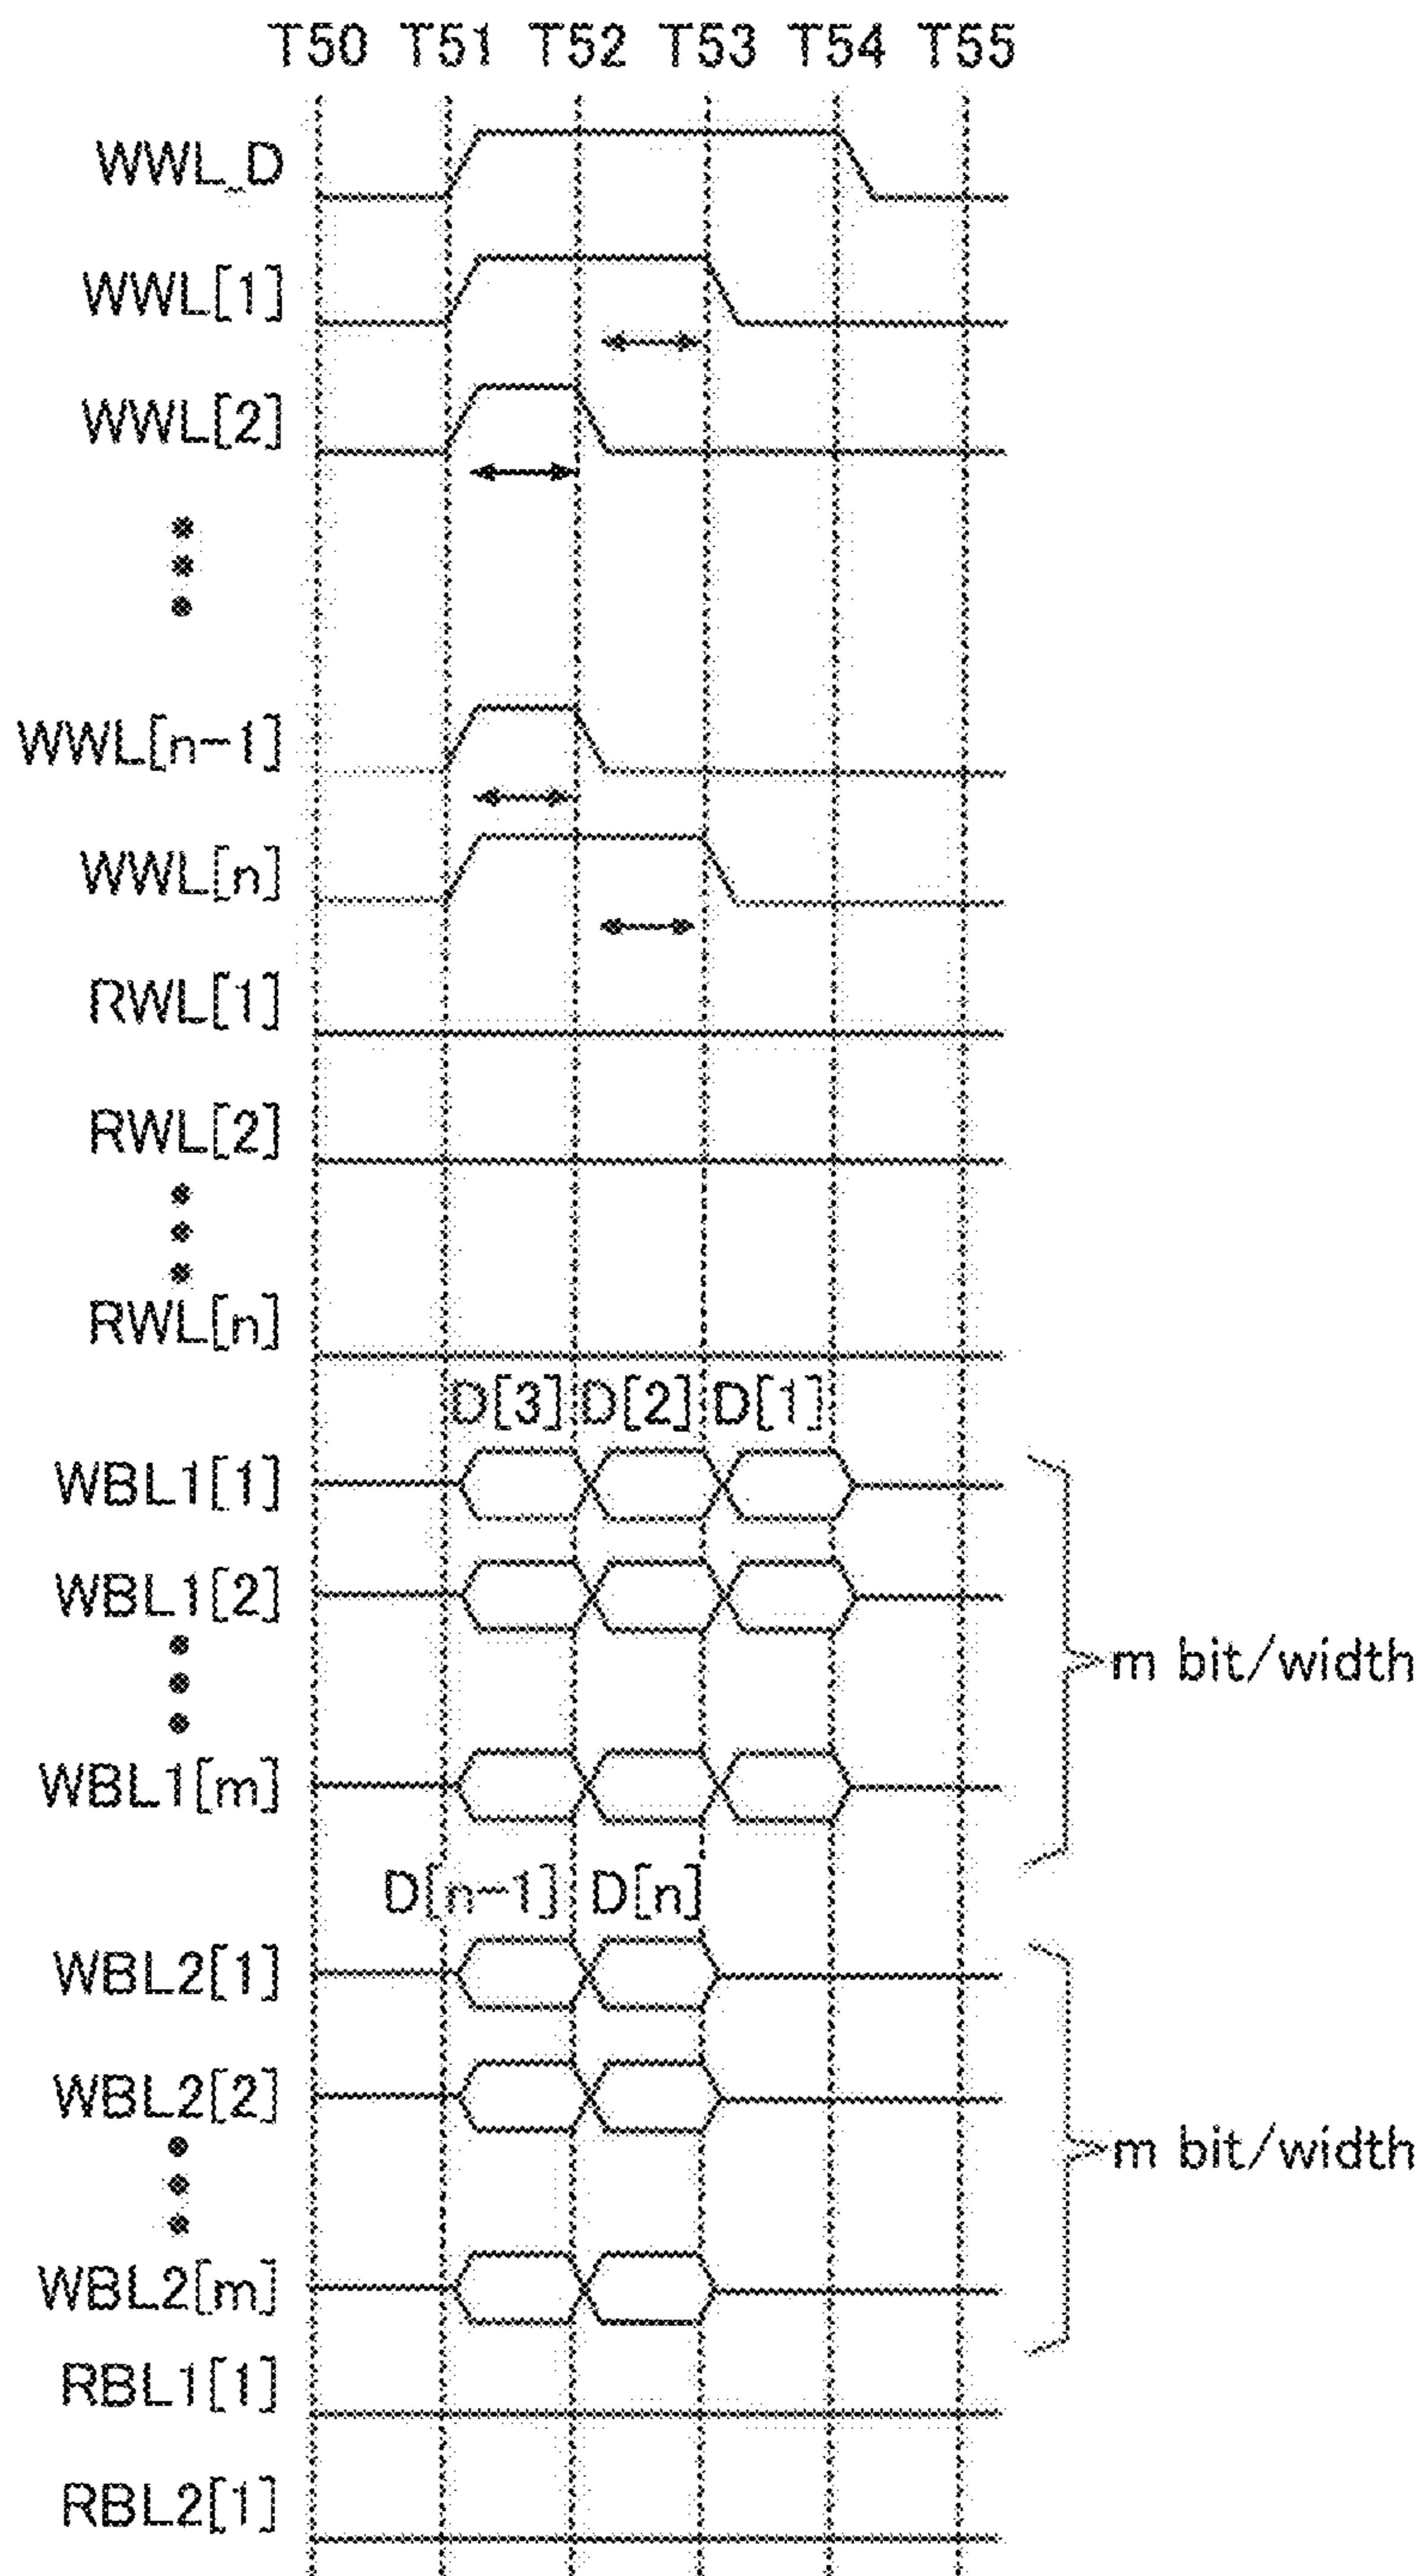 T50 T51 T52 T53 T54 T55
WWL_D
WWL[1]
WWL[2]
WWL[n-1]
WWL[n]
RWL[1]
RWL[2]
RWL[n]
D[3] D[2] D[1]
WBL1[1]
WBL1[2]
m bit/width
WBL1[m]
D[n-1] D[n]
WBL2[1]
WBL2[2]
m bit/width
WBL2[m]
RBL1[1]
RBL2[1]